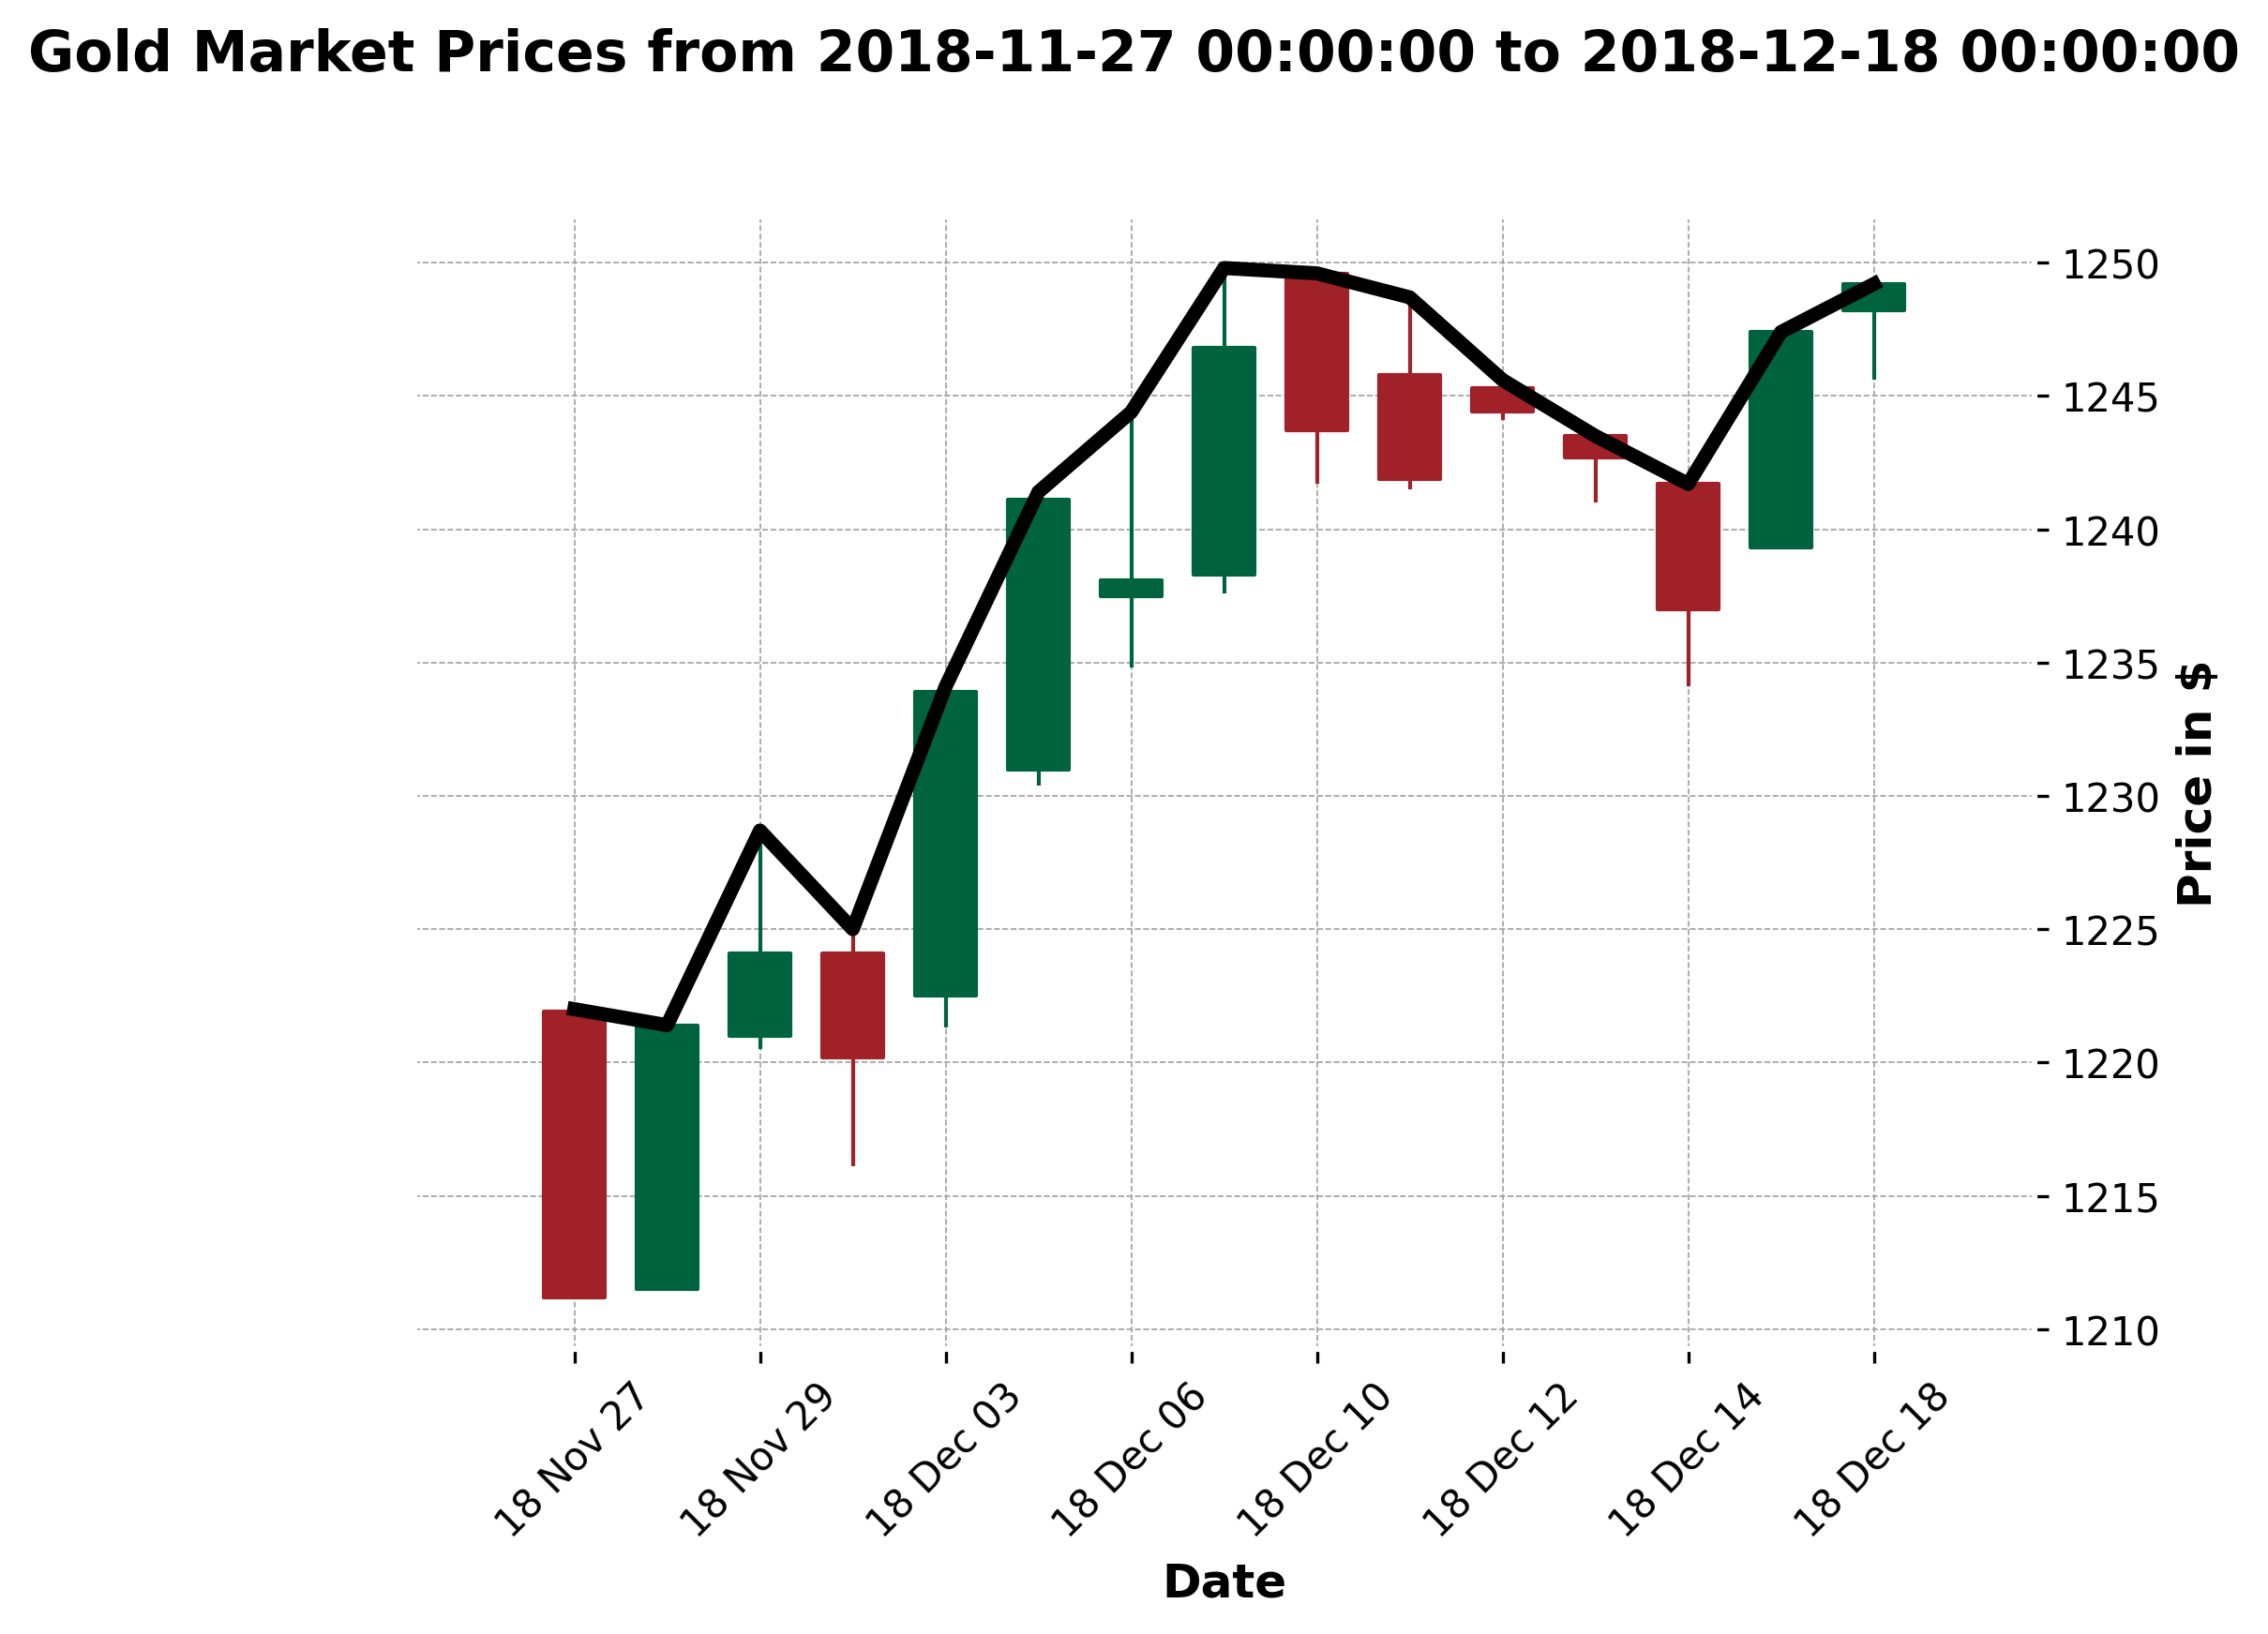 Gold Market Prices from 2018-11-27 00:00:00 to 2018-12-18 00:00:00
1250
1245
1240
1235
1230
1225
1220
1215
1210
Price in $
18 Nov 27
18 Nov 29
18 Dec 03
18 Dec 06
18 Dec 10
18 Dec 12
18 Dec 14
18 Dec 18
Date